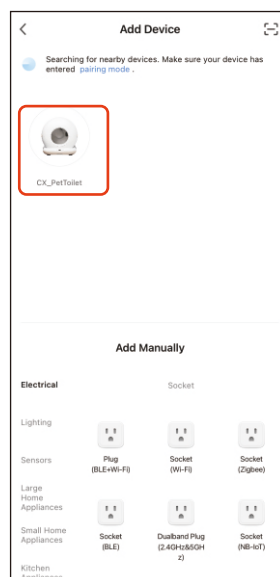 Add Device
Searching for nearby devices. Make sure your device has
entered pairing mode .
CX_PetToilet
Add Manually
Electrical
Socket
Lighting
Sensors
Large
Home
Appliances
Small Home
Appliances
Kitchen
Appliances
Plug
(BLE+Wi-Fi)
Socket
(Wi-Fi)
Socket
(Zigbee)
Socket
(BLE)
Dualband Plug
(2.4GHz&5GH
z)
Socket
(NB-IoT)